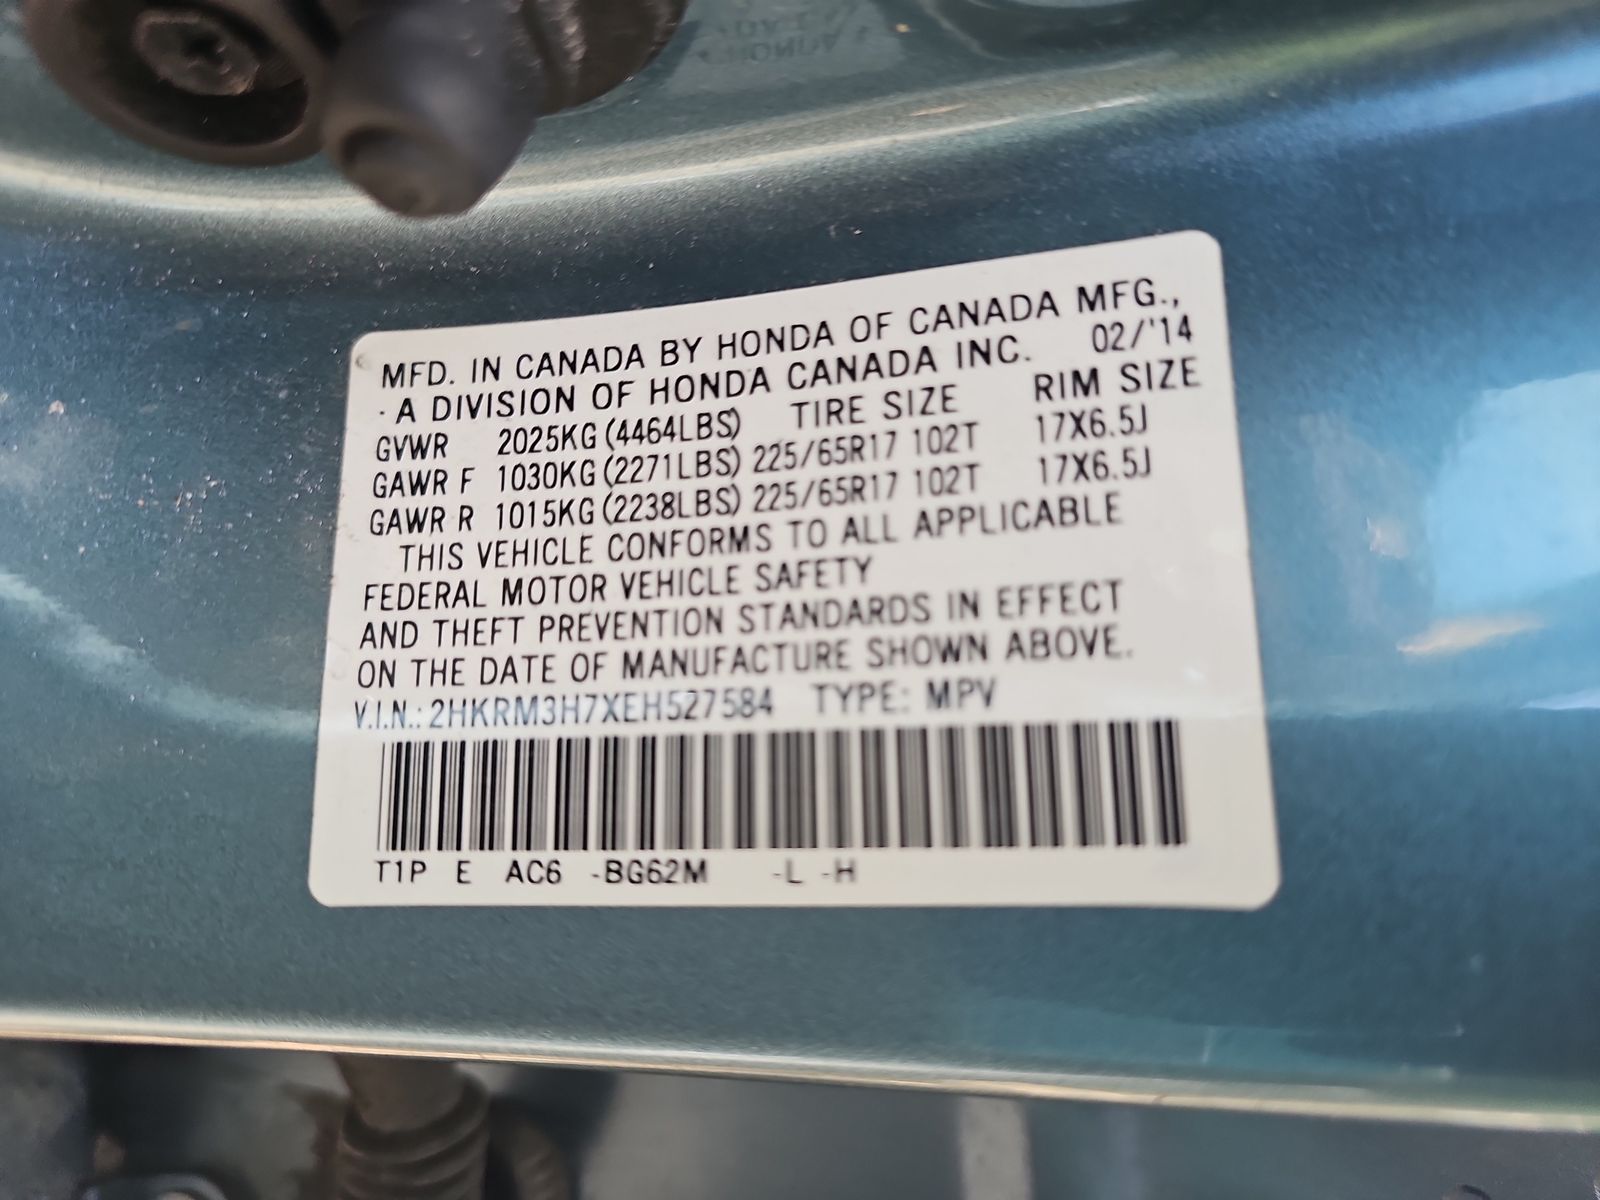 MFD. IN CANADA BY HONDA OF CANADA MFG.,
A DIVISION OF HONDA CANADA INC. 02/'14
GVWR 2025KG (4464LBS) TIRE SIZE RIM SIZE
GAWR F 1030KG (2271LBS) 225/65R17 102T 17X6.5J
GAWR R 1015KG (2238LBS) 225/65R17 102T 17X6.5J
THIS VEHICLE CONFORMS TO ALL APPLICABLE
FEDERAL MOTOR VEHICLE SAFETY
AND THEFT PREVENTION STANDARDS IN EFFECT
ON THE DATE OF MANUFACTURE SHOWN ABOVE.
V.I.N.: 2HKRM3H7XEH527584 TYPE: MPV
T1P E AC6 -BG62M -L -H